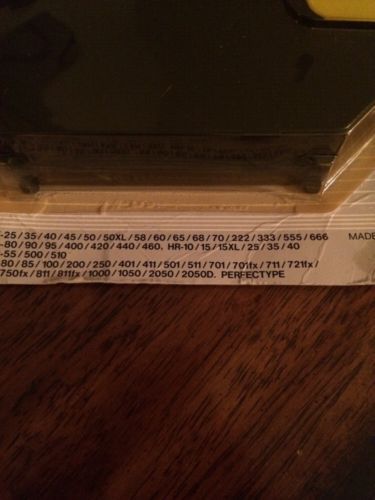 -25 / 35 / 40 / 45 / 50 / 50XL / 58 / 60 / 65 / 68 / 70 / 222 / 333 / 555 / 666
-80 / 90 / 95 / 400 / 420 / 440 / 460. HR-10 / 15 / 15XL / 25 / 35 / 40
-55 / 500 / 510
-80 / 85 / 100 / 200 / 250 / 401 / 411 / 501 / 511 / 701 / 701fx / 711 / 721fx /
750fx / 811 / 811fx / 1000 / 1050 / 2050 / 2050D. PERFECTYPE
MADE